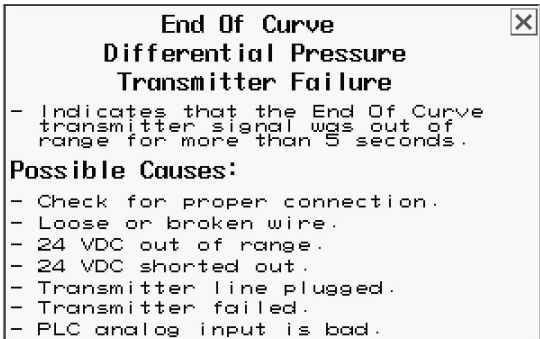 End Of Curve
Differential Pressure
Transmitter Failure
- Indicates that the End Of Curve
transmitter signal was out of
range for more than 5 seconds.
Possible Causes:
- Check for proper connection.
- Loose or broken wire.
- 24 VDC out of range.
- 24 VDC shorted out.
- Transmitter line plugged.
- Transmitter failed.
- PLC analog input is bad.